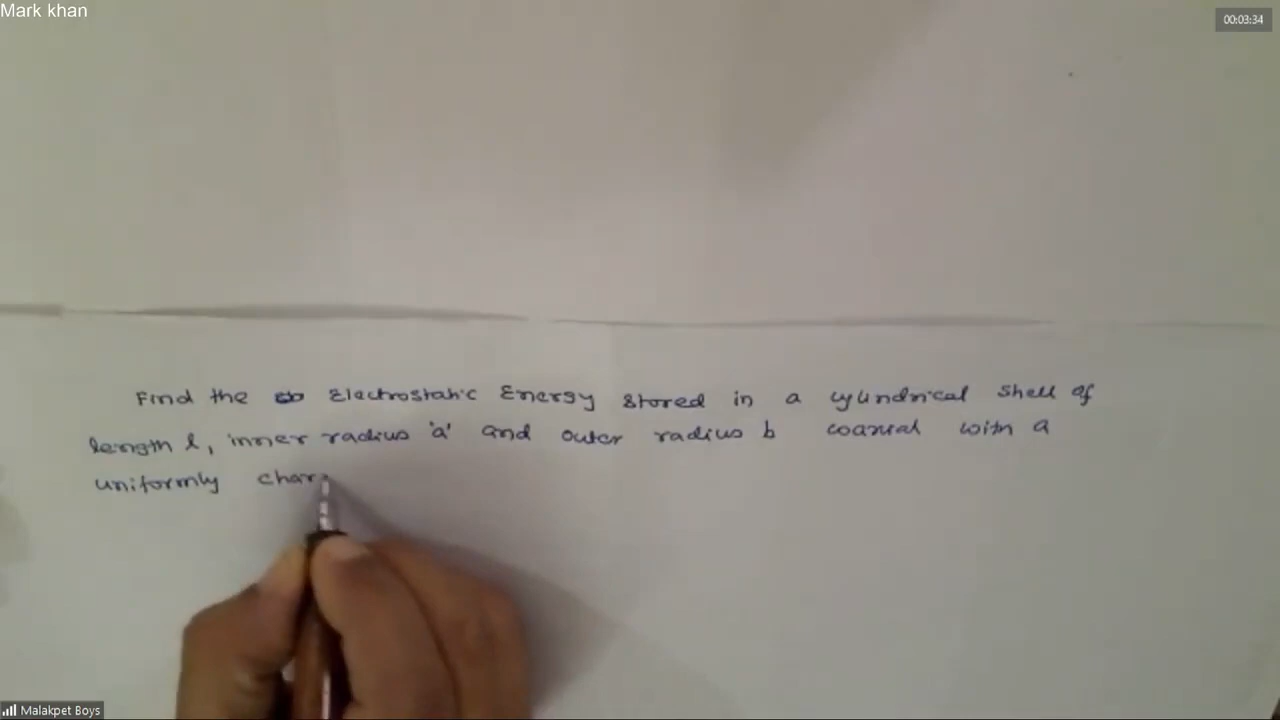 Mark khan
00:03:34
Find the Electrostatic Energy stored in a cylindrical shell of
length l, inner radius 'a' and outer radius b coaxial with a
uniformly char
Malakpet Boys